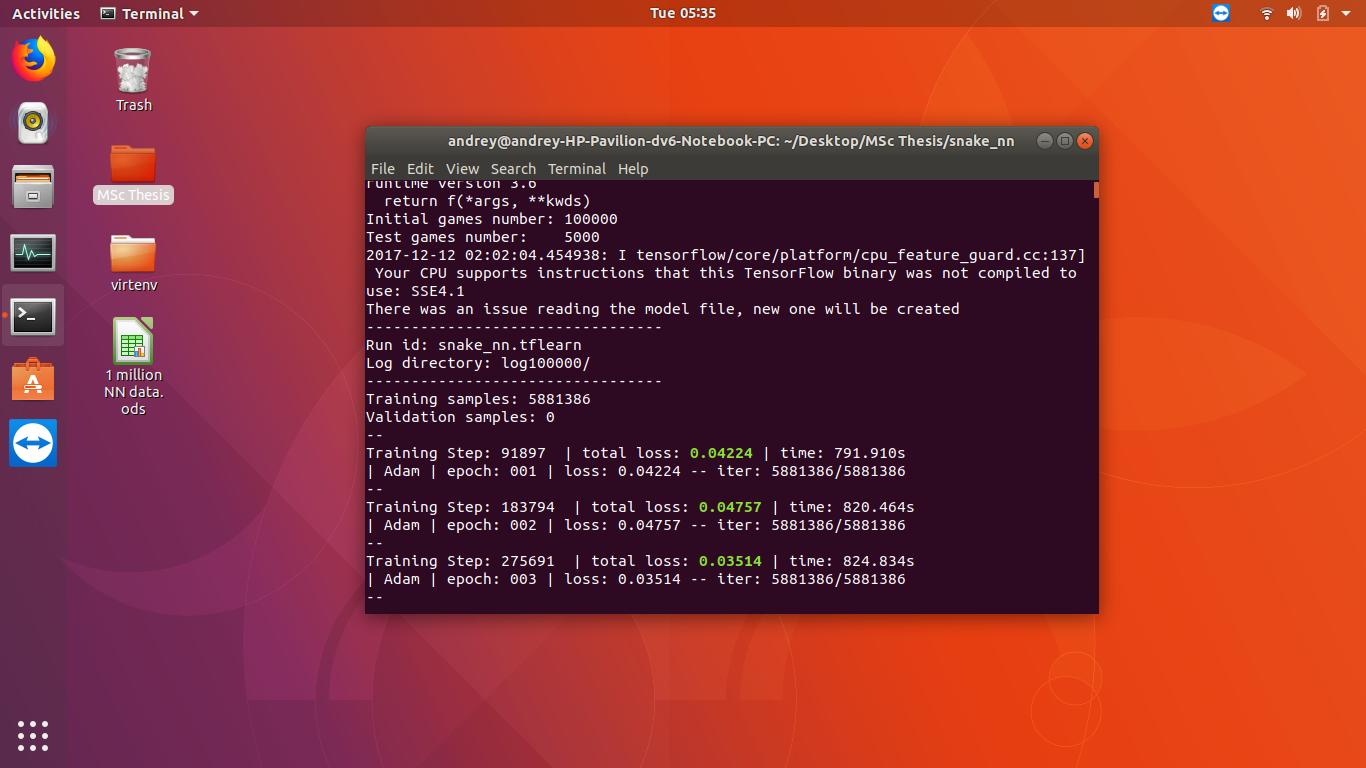 Activities
Terminal
Tue 05:35
Trash
MSc Thesis
virtenv
1 million
NN data.
ods
andrey@andrey-HP-Pavilion-dv6-Notebook-PC: ~/Desktop/MSc Thesis/snake_nn
File Edit View Search Terminal Help
runtime version 3.6
  return f(*args, **kwds)
Initial games number: 100000
Test games number:    5000
2017-12-12 02:02:04.454938: I tensorflow/core/platform/cpu_feature_guard.cc:137]
 Your CPU supports instructions that this TensorFlow binary was not compiled to
use: SSE4.1
There was an issue reading the model file, new one will be created
---------------------------------
Run id: snake_nn.tflearn
Log directory: log100000/
---------------------------------
Training samples: 5881386
Validation samples: 0
--
Training Step: 91897  | total loss: 0.04224 | time: 791.910s
| Adam | epoch: 001 | loss: 0.04224 -- iter: 5881386/5881386
--
Training Step: 183794  | total loss: 0.04757 | time: 820.464s
| Adam | epoch: 002 | loss: 0.04757 -- iter: 5881386/5881386
--
Training Step: 275691  | total loss: 0.03514 | time: 824.834s
| Adam | epoch: 003 | loss: 0.03514 -- iter: 5881386/5881386
--